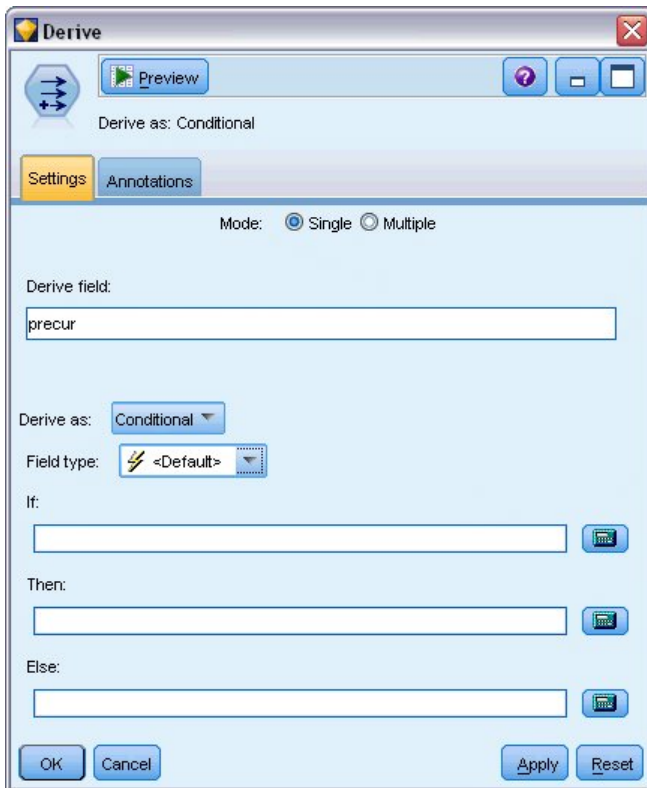 Derive
Preview
Derive as: Conditional
Settings Annotations
Mode: Single Multiple
Derive field:
precur
Derive as: Conditional
Field type: <Default>
If:
Then:
Else:
OK Cancel Apply Reset